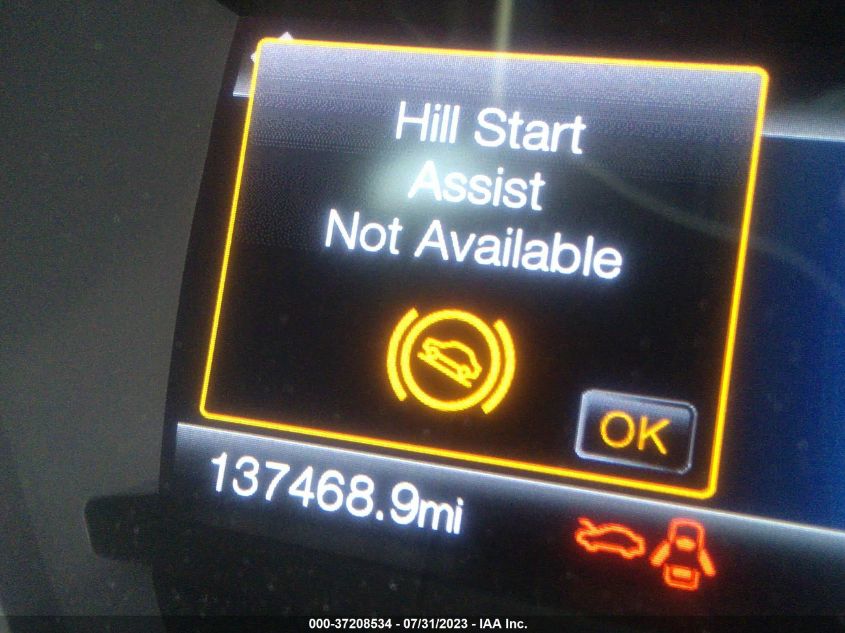 Hill Start
Assist
Not Available
OK
137468.9mi
000-37208534 - 07/31/2023 - IAA Inc.